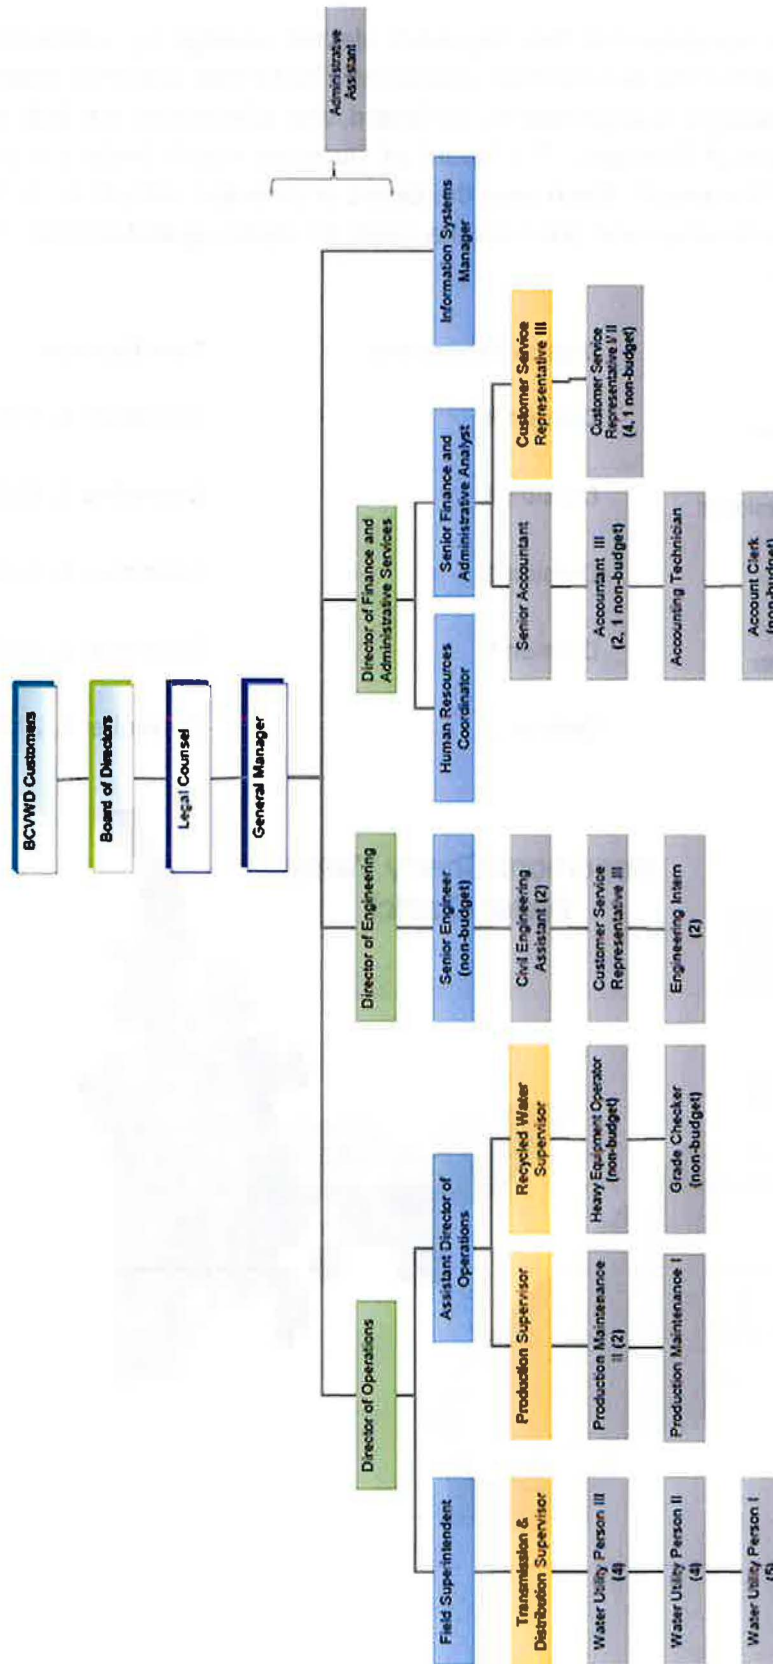 BCVWD Customers
Board of Directors
Legal Counsel
General Manager
Administrative
Assistant
Director of Operations
Director of Engineering
Director of Finance and
Administrative Services
Field Superintendent
Assistant Director of
Operations
Senior Engineer
(non-budget)
Human Resources
Coordinator
Senior Finance and
Administrative Analyst
Information Systems
Manager
Transmission &
Distribution Supervisor
Production Supervisor
Recycled Water
Supervisor
Civil Engineering
Assistant (2)
Senior Accountant
Customer Service
Representative III
Water Utility Person III
(4)
Production Maintenance
II (2)
Heavy Equipment Operator
(non-budget)
Customer Service
Representative III
Accountant III
(2, 1 non-budget)
Customer Service
Representative I/ II
(4, 1 non-budget)
Water Utility Person II
(4)
Production Maintenance I
Grade Checker
(non-budget)
Engineering Intern
(2)
Accounting Technician
Water Utility Person I
(5)
Account Clerk
(non-budget)